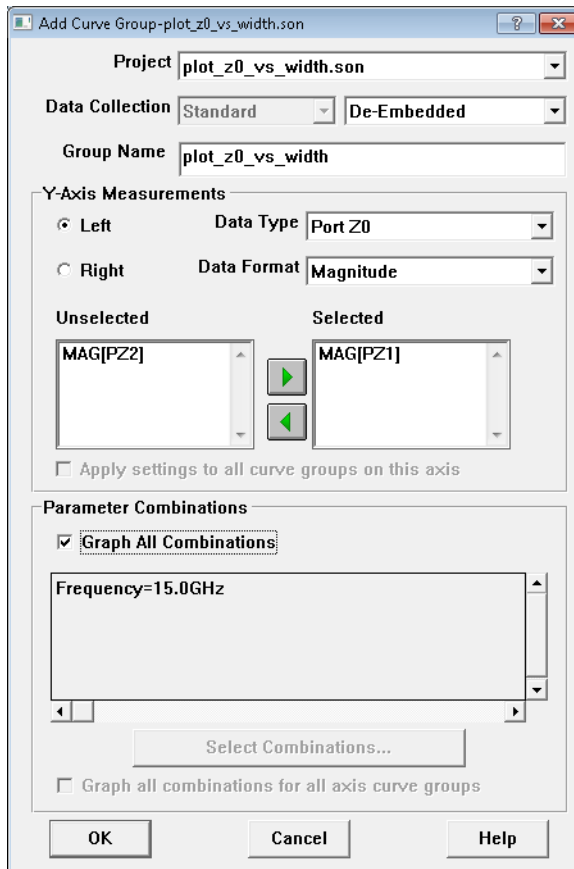 Add Curve Group-plot_z0_vs_width.son
Project plot_z0_vs_width.son
Data Collection Standard De-Embedded
Group Name plot_z0_vs_width
Y-Axis Measurements
Left Data Type Port Z0
Right Data Format Magnitude
Unselected Selected
MAG[PZ2] MAG[PZ1]
Apply settings to all curve groups on this axis
Parameter Combinations
Graph All Combinations
Frequency=15.0GHz
Select Combinations...
Graph all combinations for all axis curve groups
OK Cancel Help